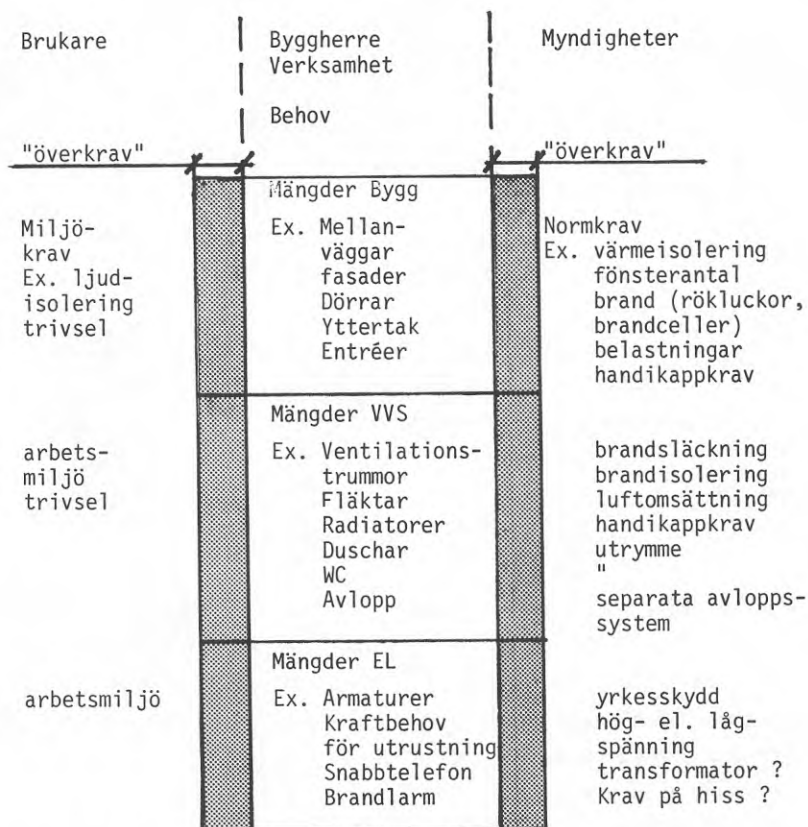 Brukare
Byggherre
Verksamhet
Behov
Myndigheter
"överkrav"
"överkrav"
Miljö-
krav
Ex. ljud-
isolering
trivsel
Mängder Bygg
Ex. Mellan-
väggar
fasader
Dörrar
Yttertak
Entréer
Normkrav
Ex. värmeisolering
fönsterantal
brand (rökluckor,
brandceller)
belastningar
handikappkrav
arbets-
miljö
trivsel
Mängder VVS
Ex. Ventilations-
trummor
Fläktar
Radiatorer
Duschar
WC
Avlopp
brandsläckning
brandisolering
luftomsättning
handikappkrav
utrymme
"
separata avlopps-
system
arbetsmiljö
Mängder EL
Ex. Armaturer
Kraftbehov
för utrustning
Snabbtelefon
Brandlarm
yrkesskydd
hög- el. låg-
spänning
transformator ?
Krav på hiss ?